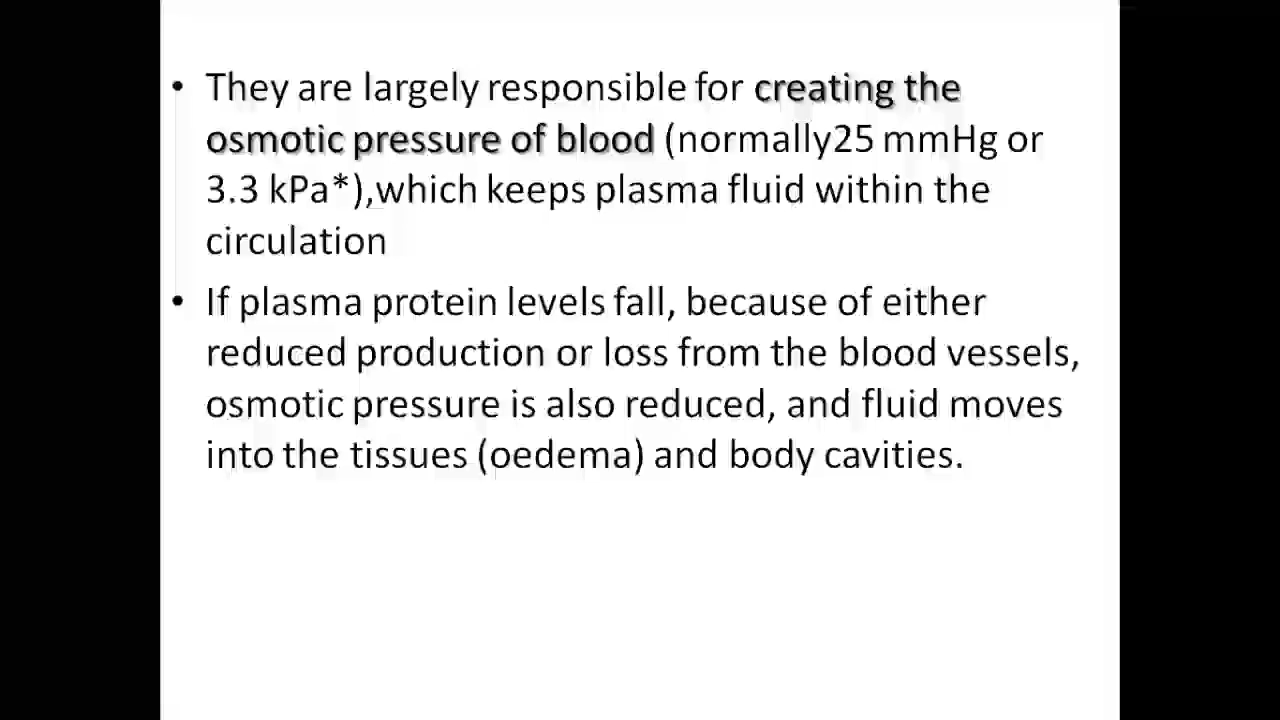 • They are largely responsible for creating the
osmotic pressure of blood (normally25 mmHg or
3.3 kPa*),which keeps plasma fluid within the
circulation
• If plasma protein levels fall, because of either
reduced production or loss from the blood vessels,
osmotic pressure is also reduced, and fluid moves
into the tissues (oedema) and body cavities.